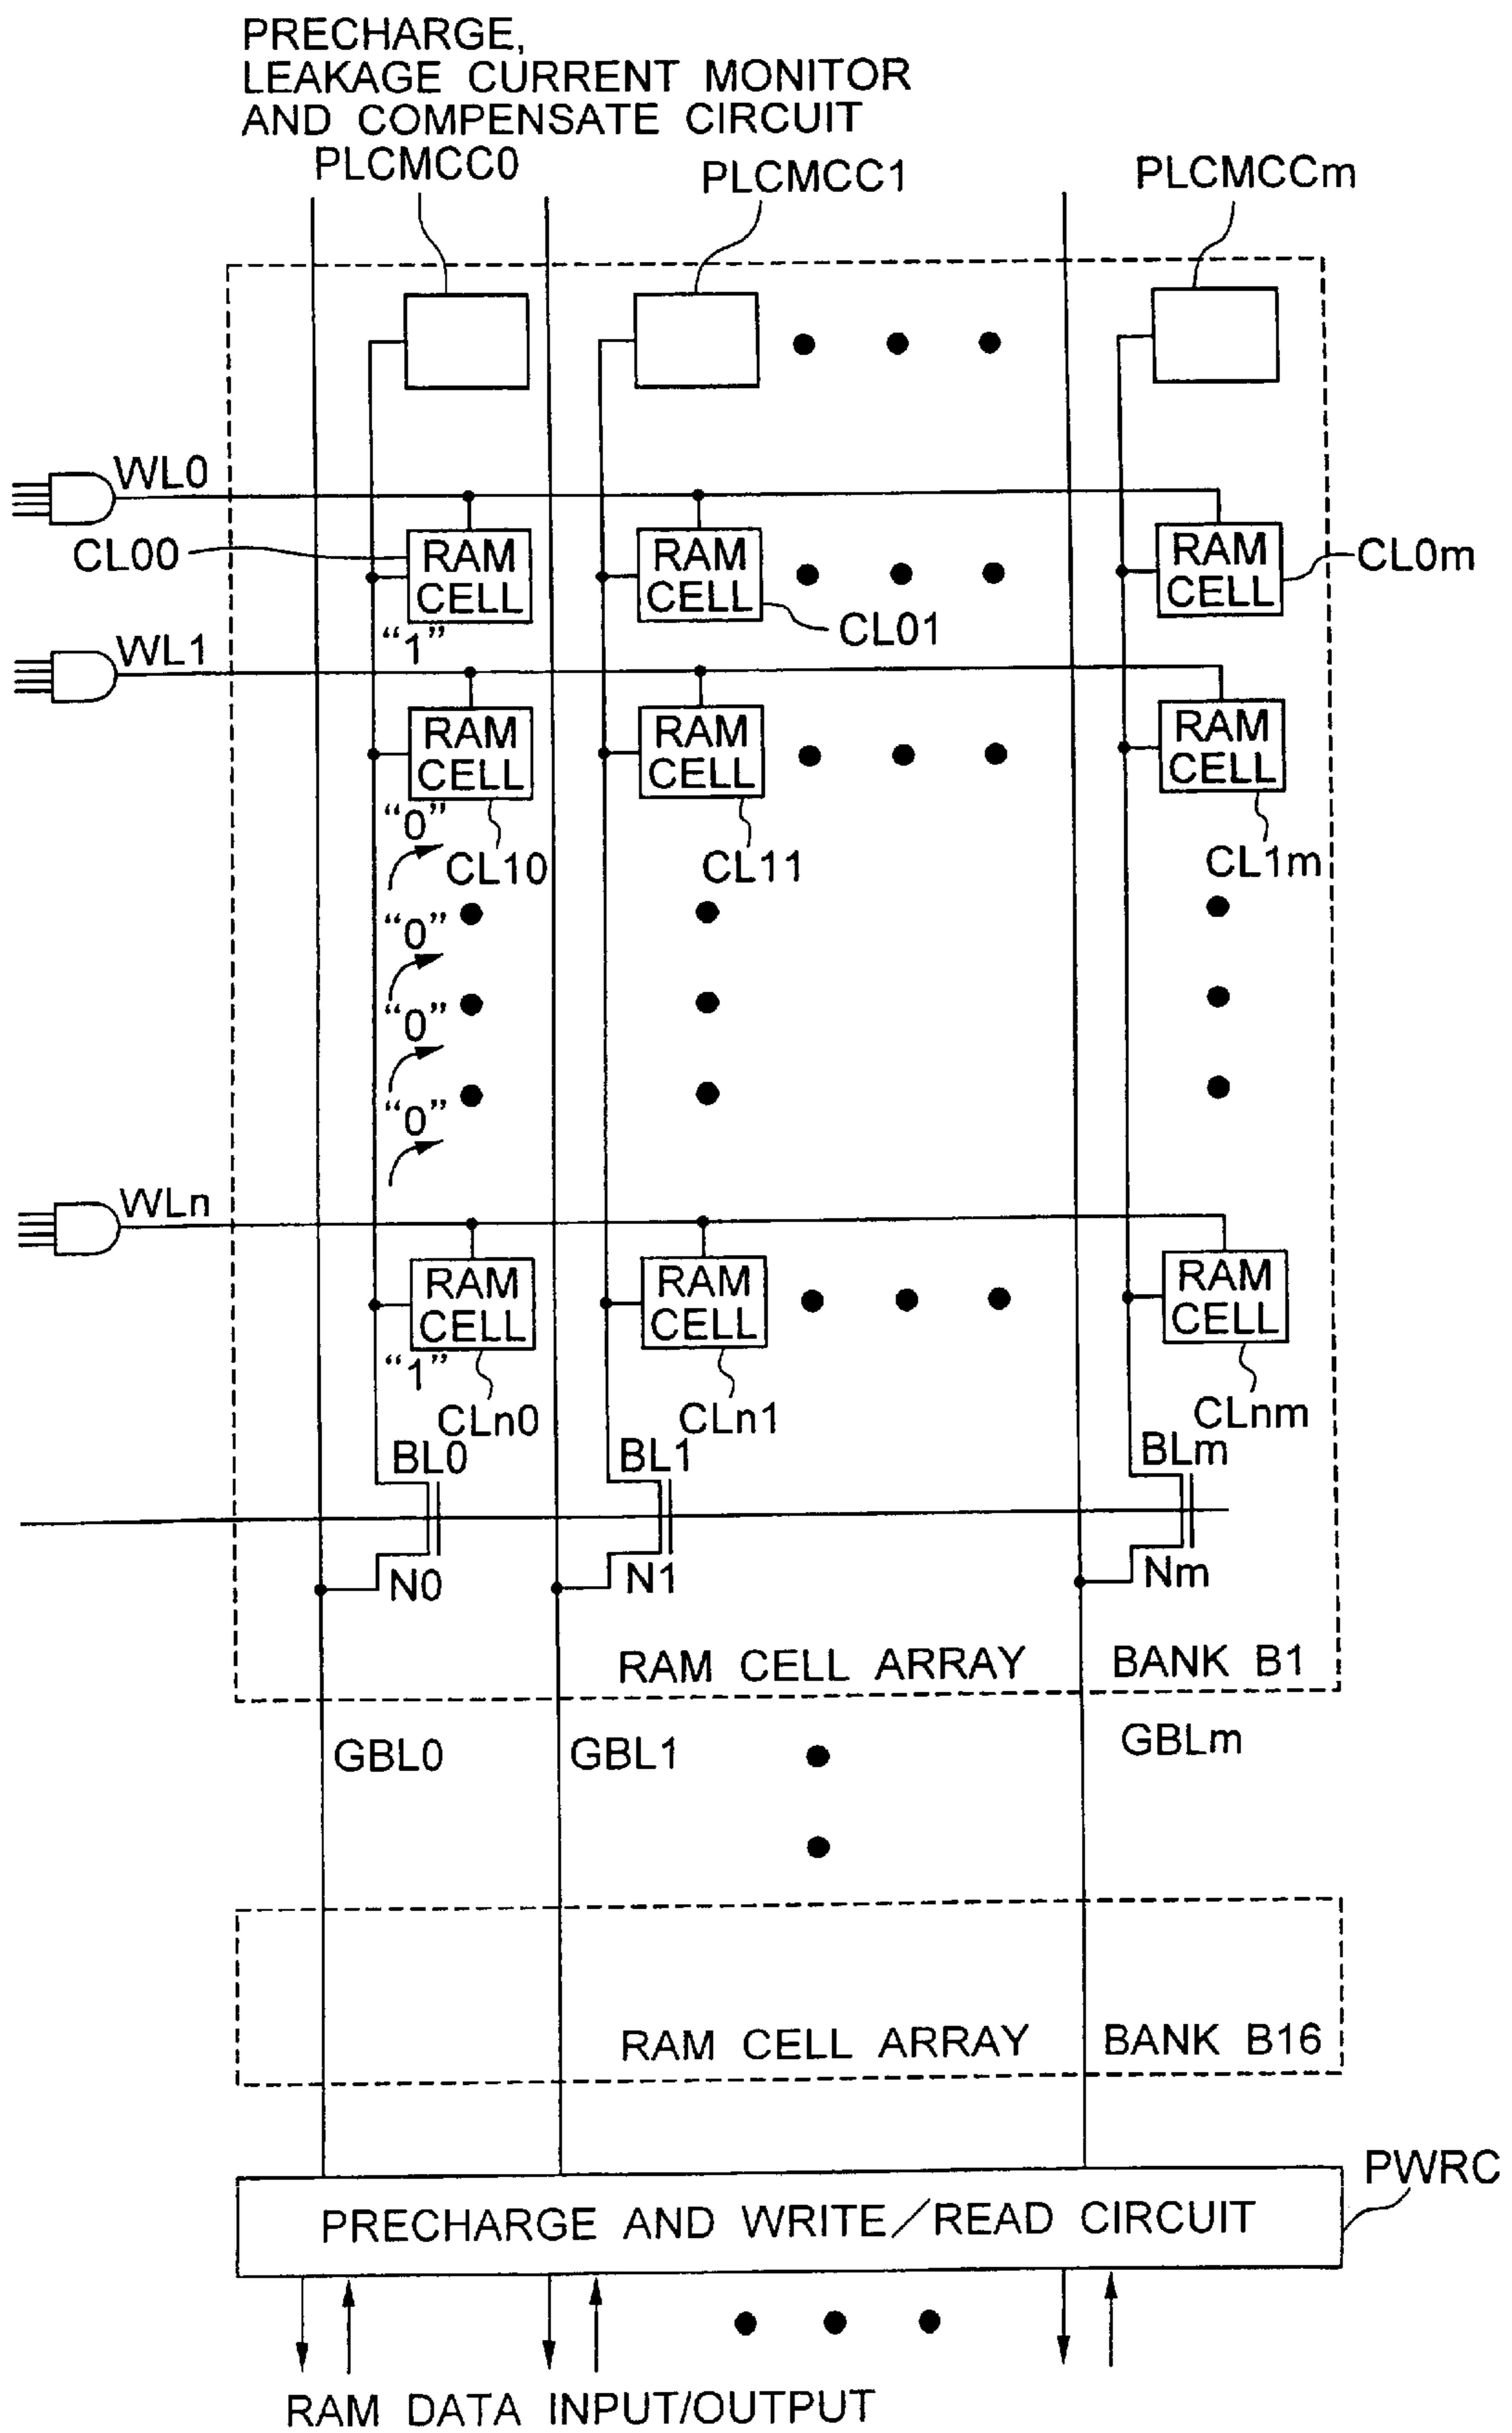 PRECHARGE,
LEAKAGE CURRENT MONITOR
AND COMPENSATE CIRCUIT
PLCMCC0
PLCMCC1
PLCMCCm
WL0
CL00
RAM
CELL
RAM
CELL
RAM
CELL
CL0m
CL01
"1"
WL1
RAM
CELL
RAM
CELL
RAM
CELL
"0"
CL10
CL11
CL1m
"0"
"0"
"0"
WLn
RAM
CELL
RAM
CELL
RAM
CELL
"1"
CLn0
CLn1
CLnm
BL0
BL1
BLm
N0
N1
Nm
RAM CELL ARRAY
BANK B1
GBL0
GBL1
GBLm
RAM CELL ARRAY
BANK B16
PWRC
PRECHARGE AND WRITE/READ CIRCUIT
RAM DATA INPUT/OUTPUT